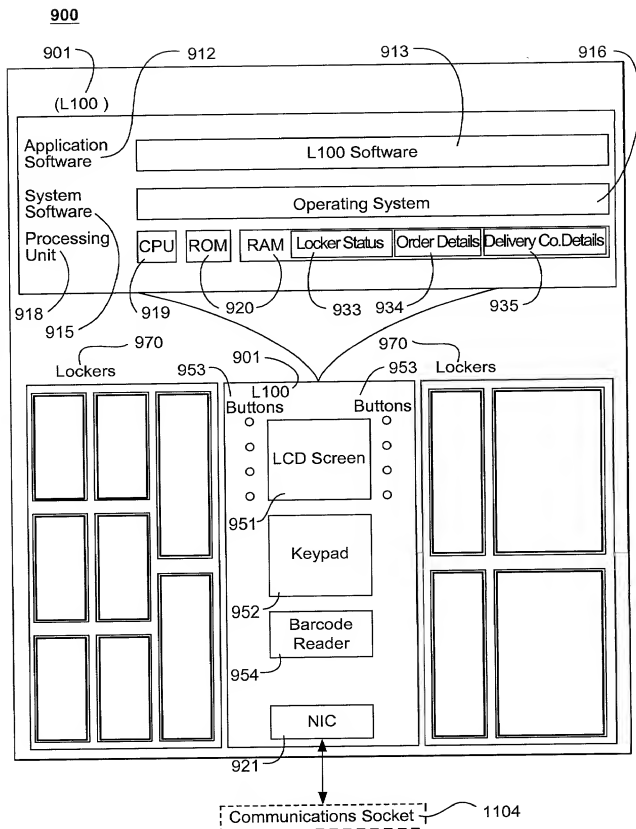 900
901
912
913
916
(L100 )
Application
Software
L100 Software
System
Software
Operating System
Processing
Unit
CPU
ROM
RAM
Locker Status
Order Details
Delivery Co.Details
918
915
919
920
933
934
935
970
Lockers
953
901
L100
953
970
Lockers
Buttons
Buttons
LCD Screen
951
Keypad
952
Barcode
Reader
954
NIC
921
Communications Socket
1104